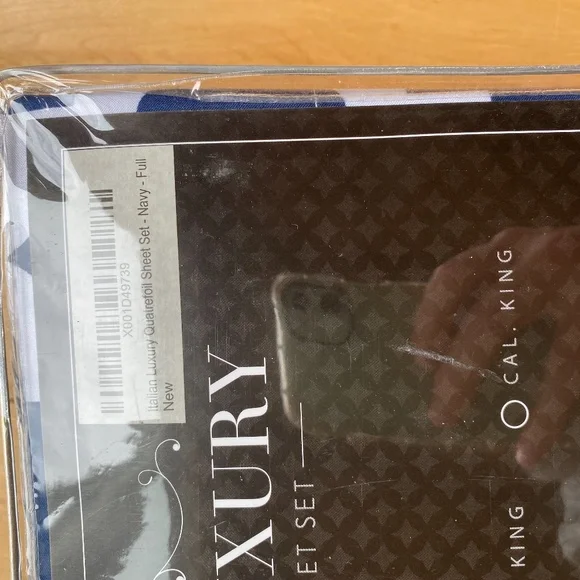 X001D49739
Italian Luxury Quatrefoil Sheet Set - Navy - Full
New
XURY
ET SET
CAL. KING
KING